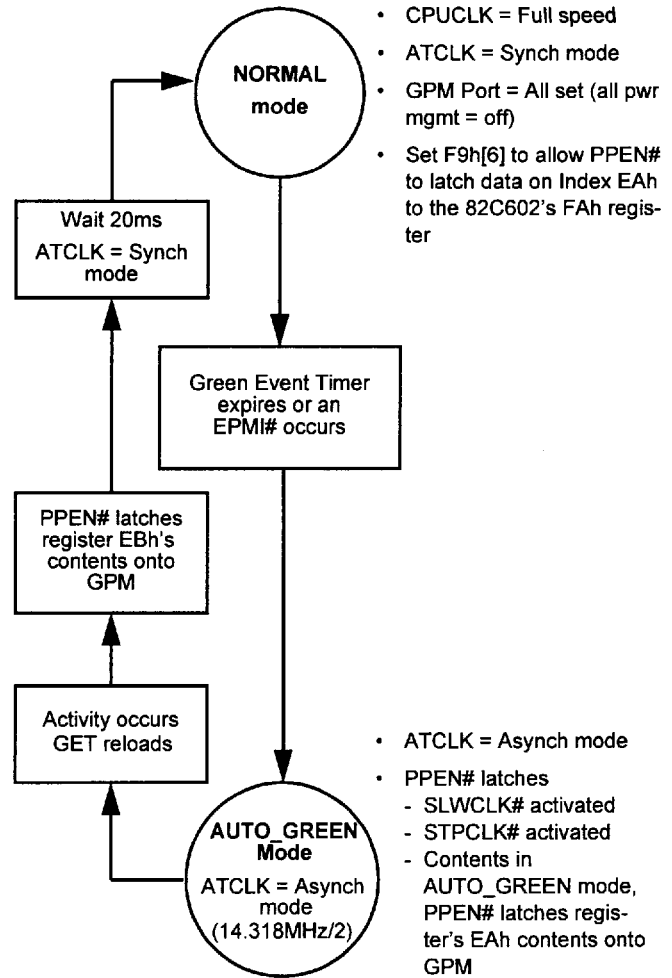 NORMAL
mode
• CPUCLK = Full speed
• ATCLK = Synch mode
• GPM Port = All set (all pwr
mgmt = off)
• Set F9h[6] to allow PPEN#
to latch data on Index EAh
to the 82C602's FAh regis-
ter
Wait 20ms
ATCLK = Synch
mode
Green Event Timer
expires or an
EPMI# occurs
PPEN# latches
register EBh's
contents onto
GPM
Activity occurs
GET reloads
AUTO_GREEN
Mode
ATCLK = Asynch
mode
(14.318MHz/2)
• ATCLK = Asynch mode
• PPEN# latches
- SLWCLK# activated
- STPCLK# activated
- Contents in
AUTO_GREEN mode,
PPEN# latches regis-
ter's EAh contents onto
GPM